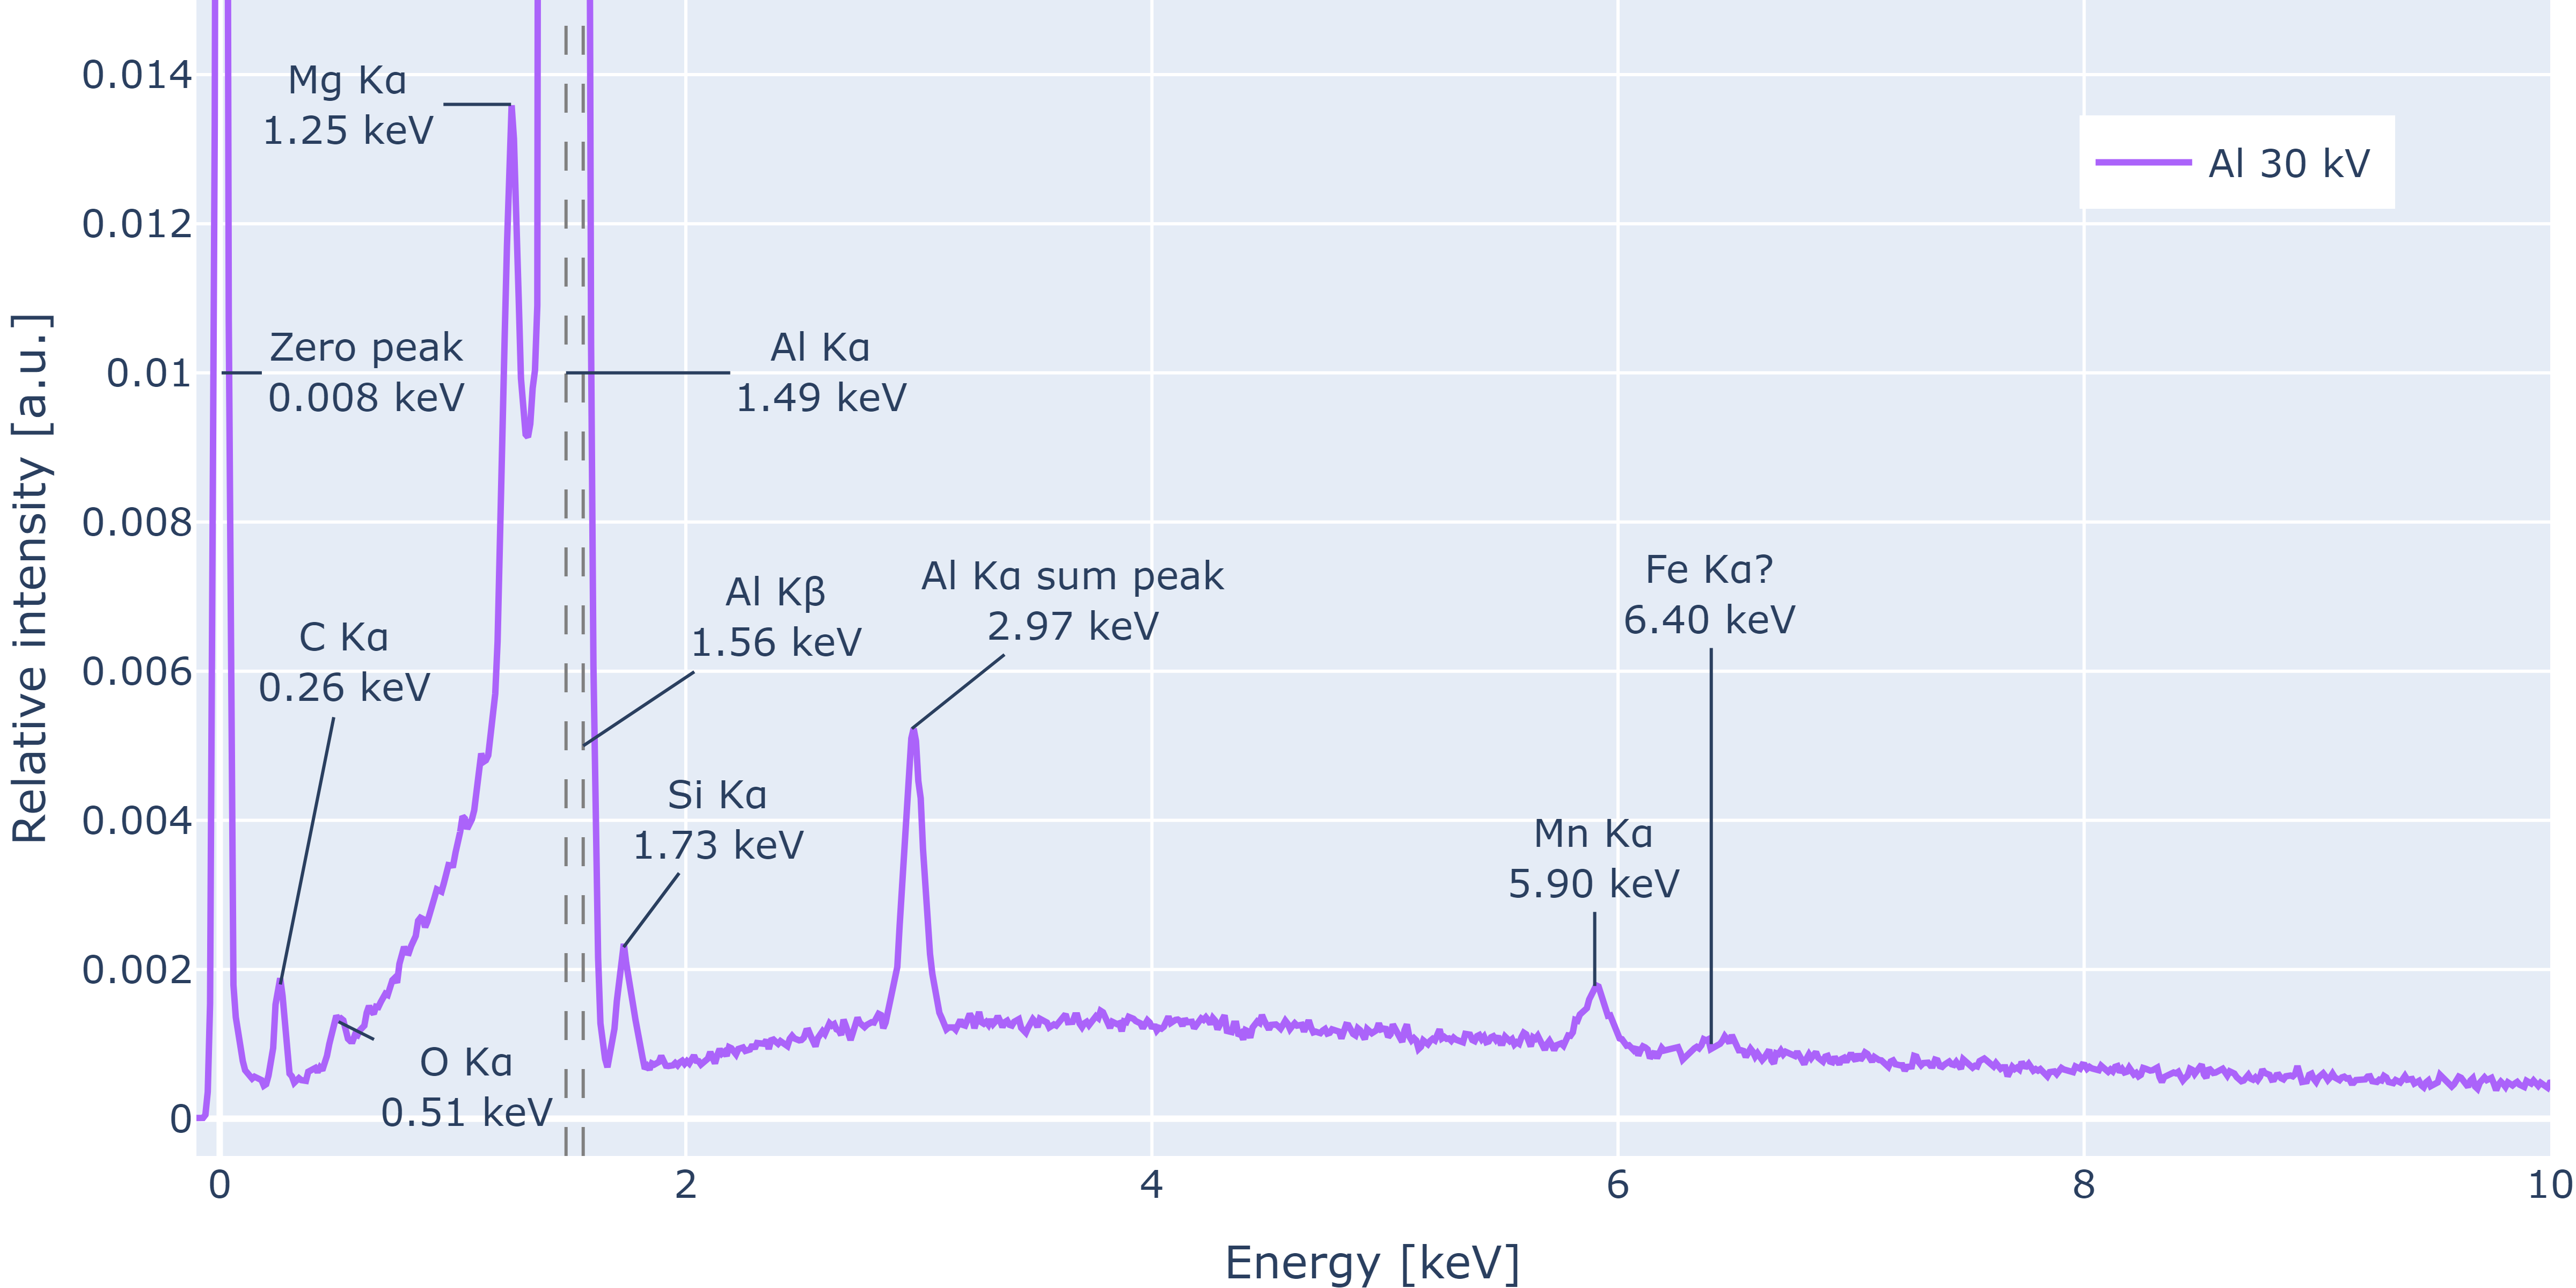 Relative intensity [a.u.]
0.014
0.012
0.01
0.008
0.006
0.004
0.002
0
Mg Kα
1.25 keV
Zero peak
0.008 keV
Al Kα
1.49 keV
C Kα
0.26 keV
Al Kβ
1.56 keV
Al Kα sum peak
2.97 keV
Fe Kα?
6.40 keV
Si Kα
1.73 keV
Mn Kα
5.90 keV
O Kα
0.51 keV
Al 30 kV
0
2
4
6
8
10
Energy [keV]